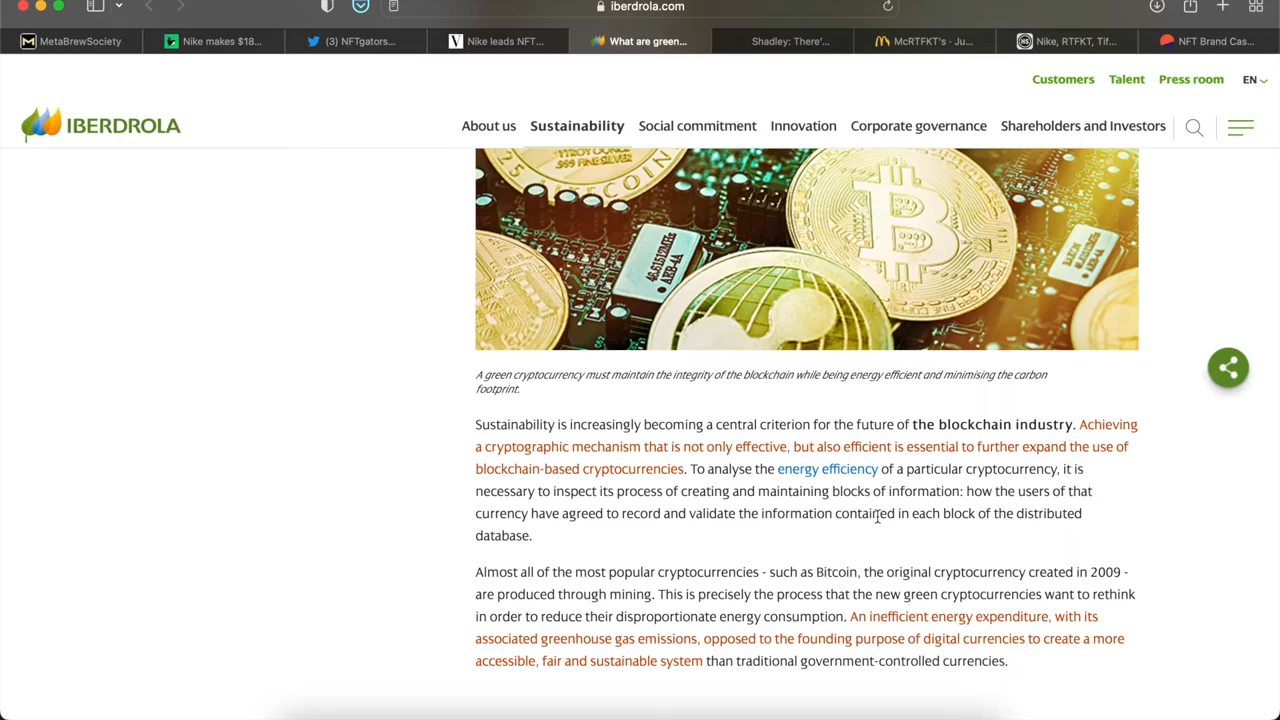 iberdrola.com
MetaBrewSociety
Nike makes $18...
(3) NFTgators...
Nike leads NFT...
What are green...
Shadley: There'...
McRTFKT's · Ju...
Nike, RTFKT, Tif...
NFT Brand Cas...
Customers Talent Press room EN
IBERDROLA
About us Sustainability Social commitment Innovation Corporate governance Shareholders and Investors
A green cryptocurrency must maintain the integrity of the blockchain while being energy efficient and minimising the carbon
footprint.
Sustainability is increasingly becoming a central criterion for the future of the blockchain industry. Achieving
a cryptographic mechanism that is not only effective, but also efficient is essential to further expand the use of
blockchain-based cryptocurrencies. To analyse the energy efficiency of a particular cryptocurrency, it is
necessary to inspect its process of creating and maintaining blocks of information: how the users of that
currency have agreed to record and validate the information contained in each block of the distributed
database.
Almost all of the most popular cryptocurrencies - such as Bitcoin, the original cryptocurrency created in 2009 -
are produced through mining. This is precisely the process that the new green cryptocurrencies want to rethink
in order to reduce their disproportionate energy consumption. An inefficient energy expenditure, with its
associated greenhouse gas emissions, opposed to the founding purpose of digital currencies to create a more
accessible, fair and sustainable system than traditional government-controlled currencies.